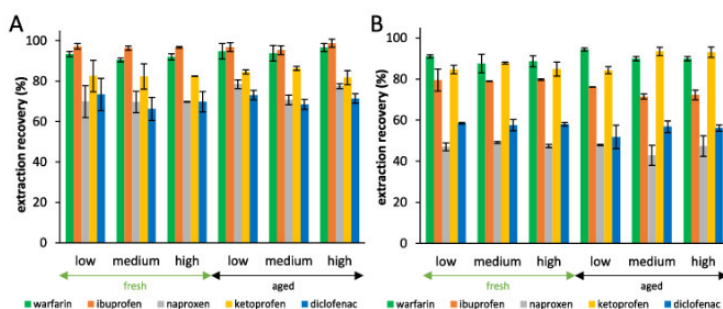 A
extraction recovery (%)
100
80
60
40
20
0
low medium high low medium high
fresh aged
warfarin ibuprofen naproxen ketoprofen diclofenac
B
extraction recovery (%)
100
80
60
40
20
0
low medium high low medium high
fresh aged
warfarin ibuprofen naproxen ketoprofen diclofenac